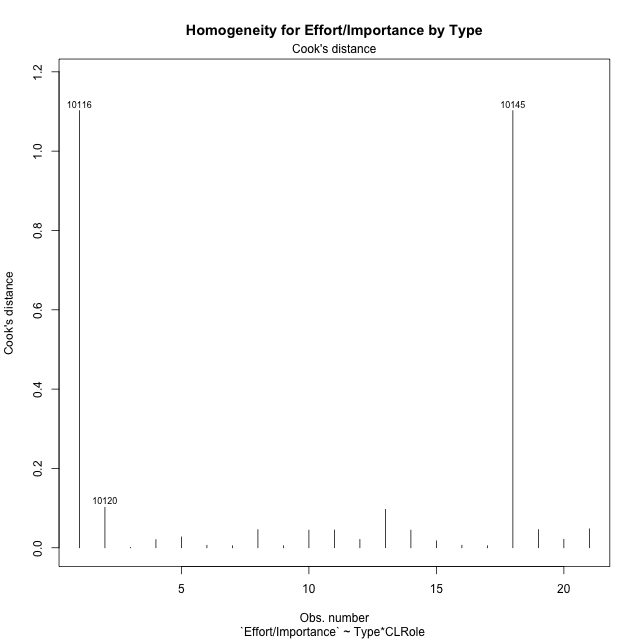 Homogeneity for Effort/Importance by Type
Cook's distance
1.2
1.0
0.8
0.6
0.4
0.2
0.0
Cook's distance
10116
10145
10120
5 10 15 20
Obs. number
`Effort/Importance` ~ Type*CLRole